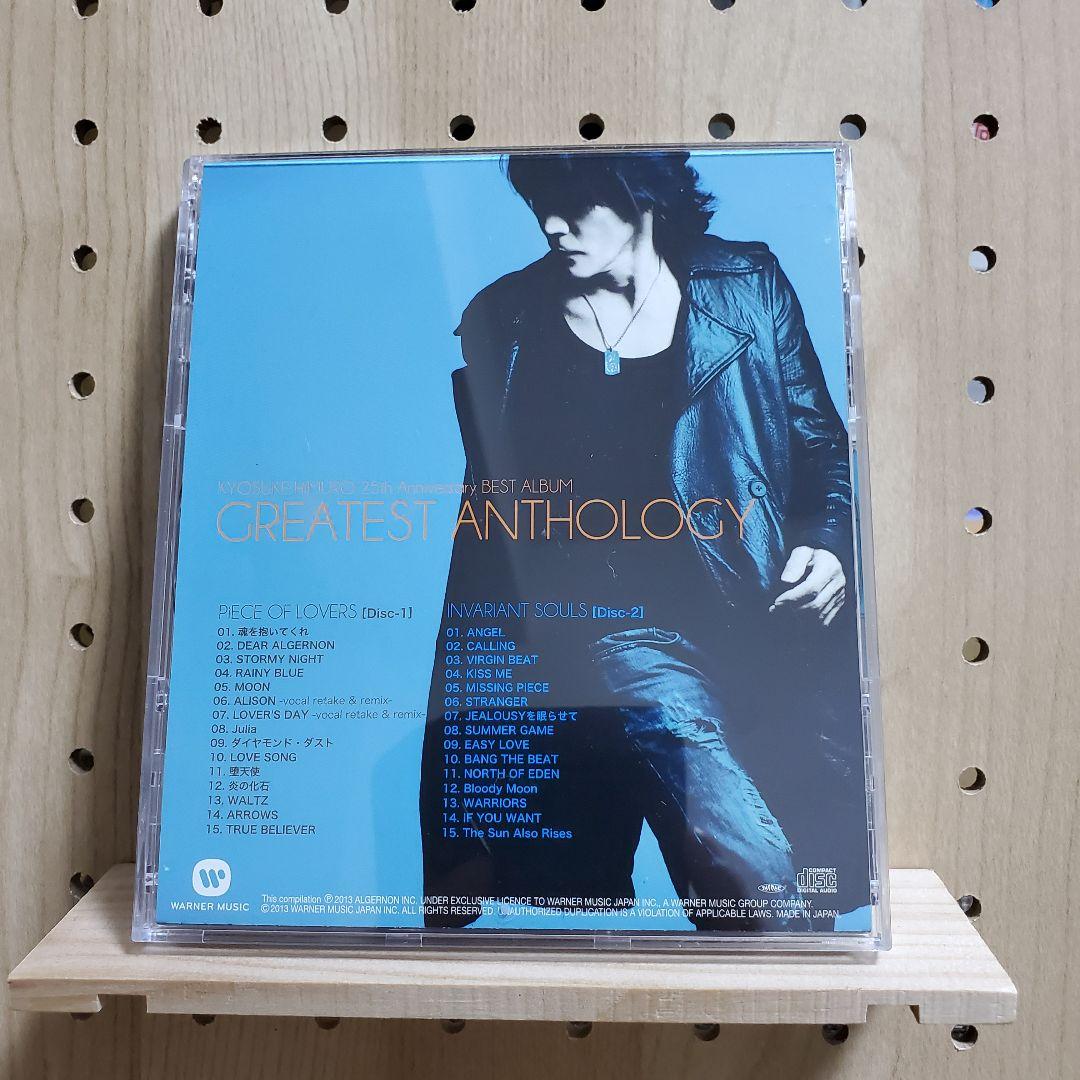 KYOSUKE HIMURO 25th Anniversary BEST ALBUM
GREATEST ANTHOLOGY
PiECE OF LOVERS [Disc-1]
01. 魂を抱いてくれ
02. DEAR ALGERNON
03. STORMY NIGHT
04. RAINY BLUE
05. MOON
06. ALISON -vocal retake & remix-
07. LOVER'S DAY -vocal retake & remix-
08. Julia
09. ダイヤモンド・ダスト
10. LOVE SONG
11. 堕天使
12. 炎の化石
13. WALTZ
14. ARROWS
15. TRUE BELIEVER
INVARIANT SOULS [Disc-2]
01. ANGEL
02. CALLING
03. VIRGIN BEAT
04. KISS ME
05. MISSING PIECE
06. STRANGER
07. JEALOUSYを眠らせて
08. SUMMER GAME
09. EASY LOVE
10. BANG THE BEAT
11. NORTH OF EDEN
12. Bloody Moon
13. WARRIORS
14. IF YOU WANT
15. The Sun Also Rises
WARNER MUSIC
This compilation ℗ 2013 ALGERNON INC. UNDER EXCLUSIVE LICENCE TO WARNER MUSIC JAPAN INC., A WARNER MUSIC GROUP COMPANY.
© 2013 WARNER MUSIC JAPAN INC. ALL RIGHTS RESERVED. UNAUTHORIZED DUPLICATION IS A VIOLATION OF APPLICABLE LAWS. MADE IN JAPAN
COMPACT
disc
DIGITAL AUDIO